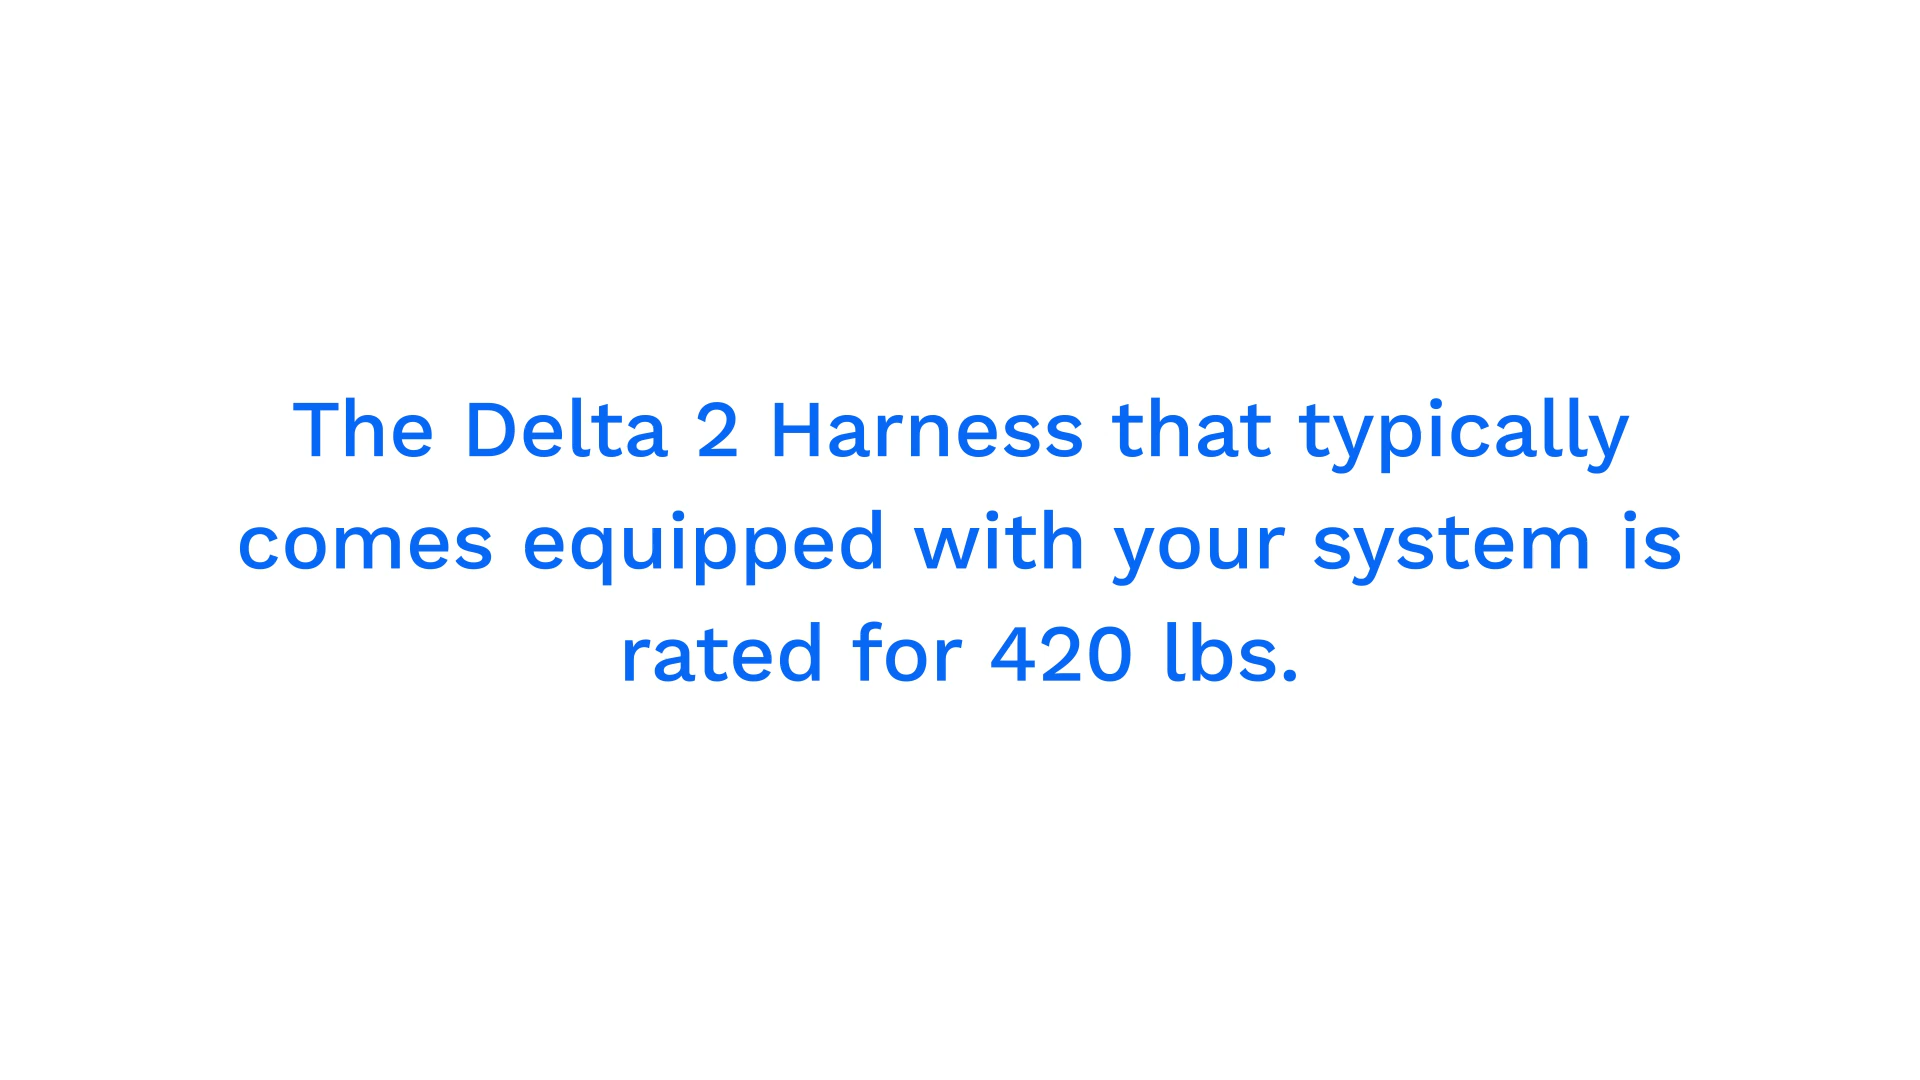 The Delta 2 Harness that typically
comes equipped with your system is
rated for 420 lbs.